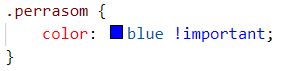 .perrasom {
color: blue !important;
}